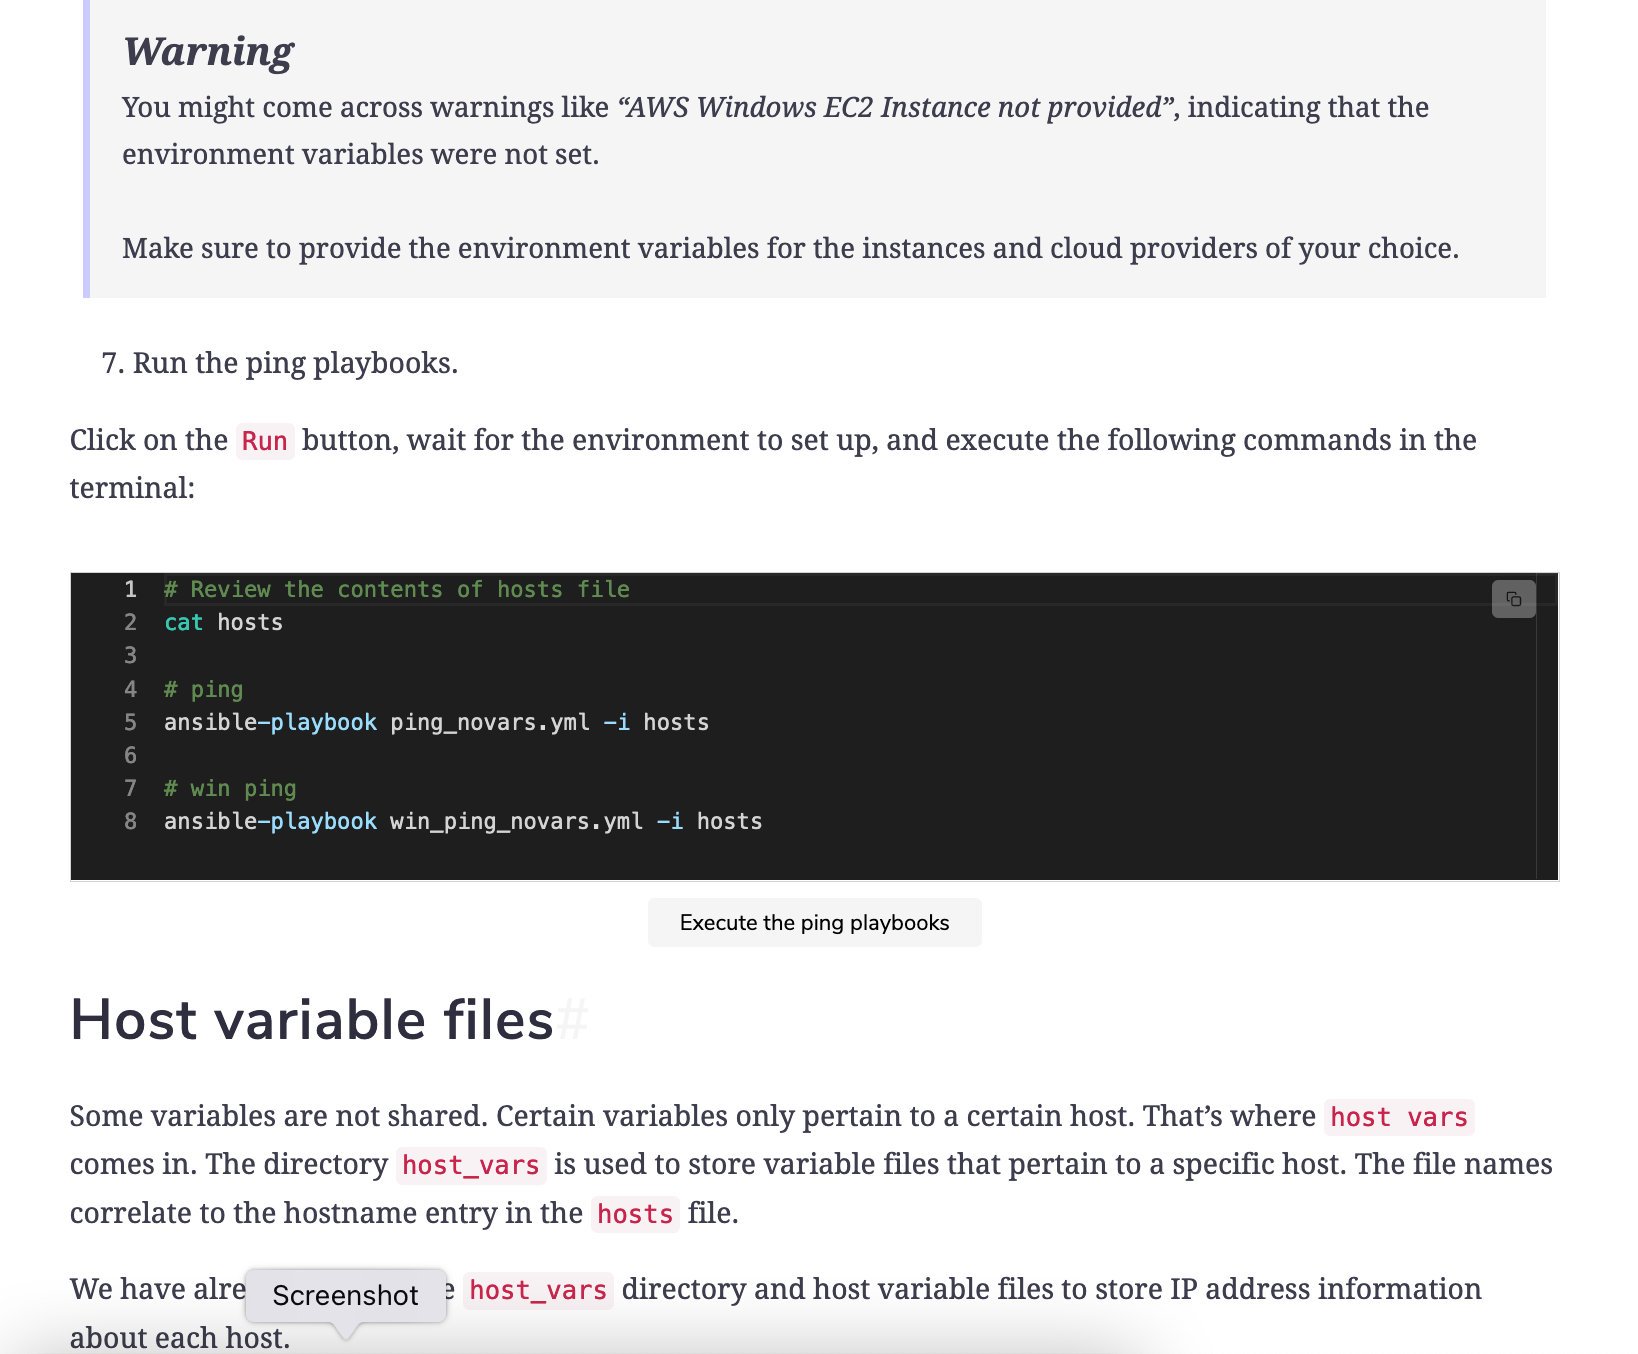 Warning
You might come across warnings like “AWS Windows EC2 Instance not provided”, indicating that the
environment variables were not set.
Make sure to provide the environment variables for the instances and cloud providers of your choice.
7. Run the ping playbooks.
Click on the Run button, wait for the environment to set up, and execute the following commands in the
terminal:
1 # Review the contents of hosts file
2 cat hosts
3
4 # ping
5 ansible-playbook ping_novars.yml -i hosts
6
7 # win ping
8 ansible-playbook win_ping_novars.yml -i hosts
Execute the ping playbooks
Host variable files#
Some variables are not shared. Certain variables only pertain to a certain host. That’s where host vars
comes in. The directory host_vars is used to store variable files that pertain to a specific host. The file names
correlate to the hostname entry in the hosts file.
We have alre Screenshot e host_vars directory and host variable files to store IP address information
about each host.